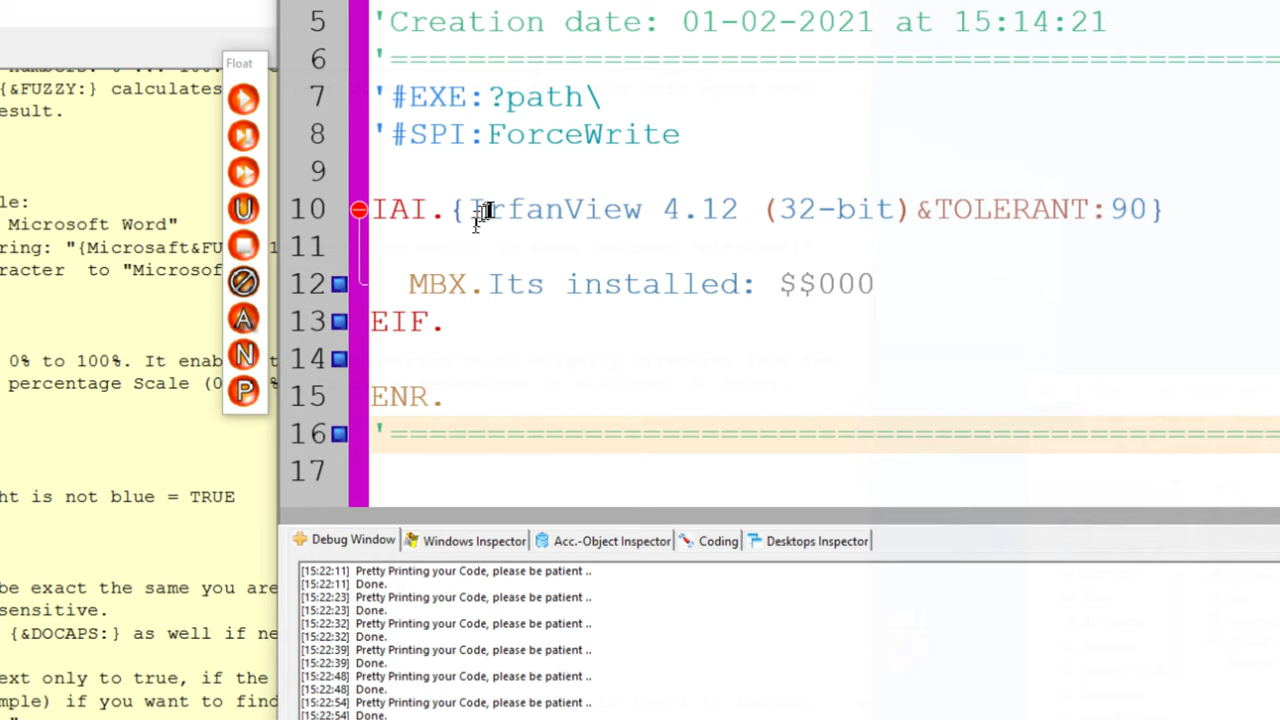 numbers: 0 ... 100.
{&FUZZY:} calculates
esult.
le:
Microsoft Word"
ring: "{Microsaft&FU
racter to "Microsof
0% to 100%. It enab
percentage Scale (0
ht is not blue = TRUE
be exact the same you are
sensitive.
{&DOCAPS:} as well if ne
ext only to true, if the
mple) if you want to find
Float
U
A
N
P
5 'Creation date: 01-02-2021 at 15:14:21
6 '================================================
7 '#EXE:?path\
8 '#SPI:ForceWrite
9
10 IAI.{IrfanView 4.12 (32-bit)&TOLERANT:90}
11
12 MBX.Its installed: $$000
13 EIF.
14
15 ENR.
16 '================================================
17
Debug Window Windows Inspector Acc.-Object Inspector Coding Desktops Inspector
[15:22:11] Pretty Printing your Code, please be patient ..
[15:22:11] Done.
[15:22:23] Pretty Printing your Code, please be patient ..
[15:22:23] Done.
[15:22:32] Pretty Printing your Code, please be patient ..
[15:22:32] Done.
[15:22:39] Pretty Printing your Code, please be patient ..
[15:22:39] Done.
[15:22:48] Pretty Printing your Code, please be patient ..
[15:22:48] Done.
[15:22:54] Pretty Printing your Code, please be patient ..
[15:22:54] Done.